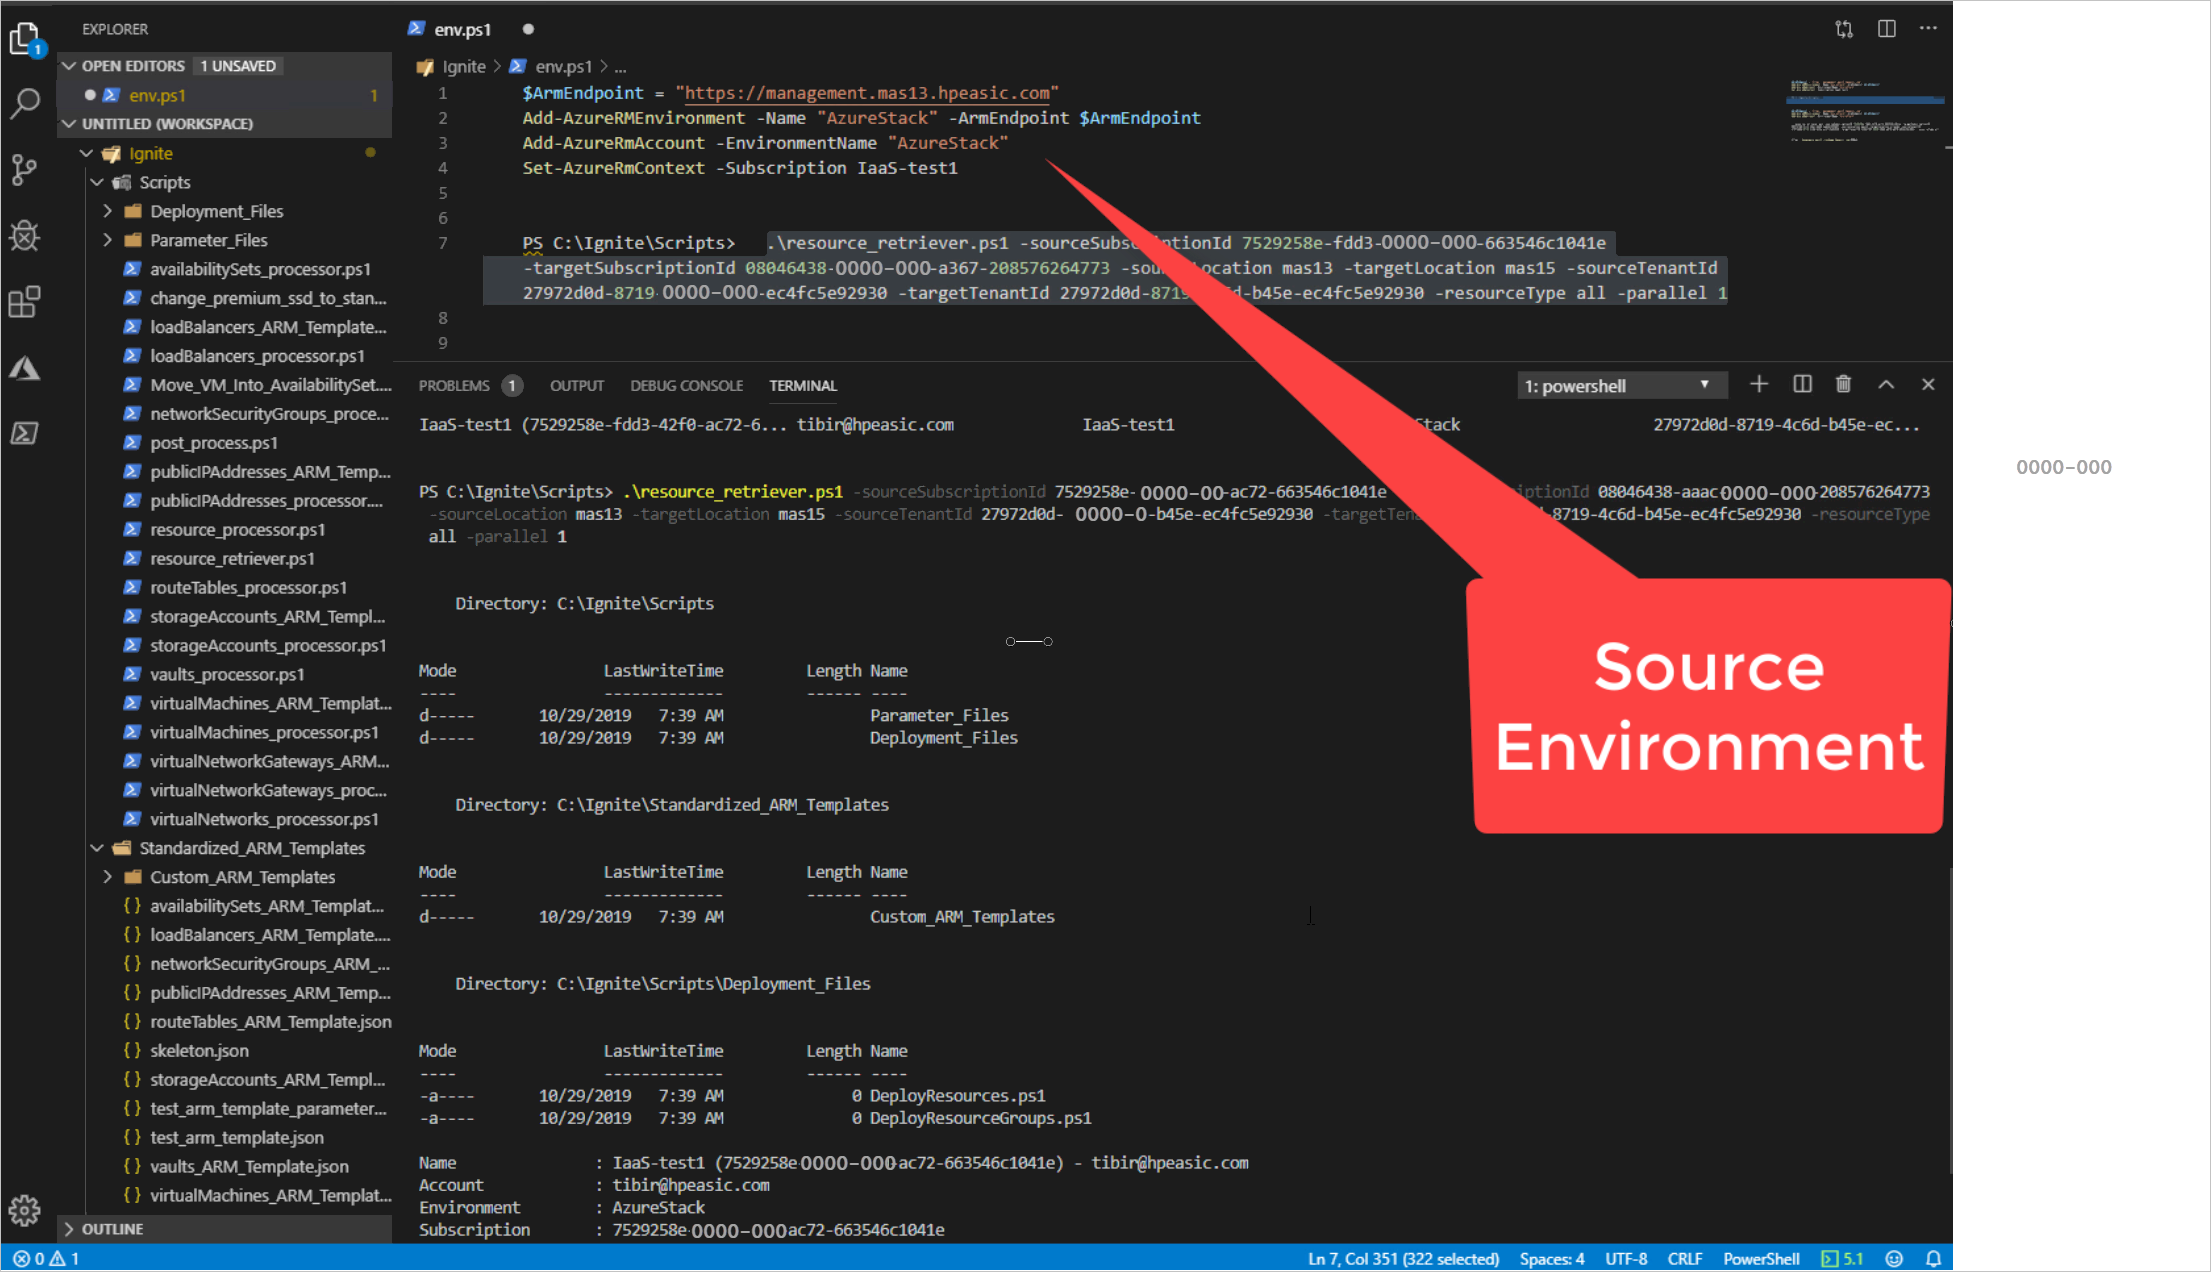 EXPLORER
OPEN EDITORS 1 UNSAVED
env.ps1 1
UNTITLED (WORKSPACE)
Ignite
Scripts
Deployment_Files
Parameter_Files
availabilitySets_processor.ps1
change_premium_ssd_to_stan...
loadBalancers_ARM_Template...
loadBalancers_processor.ps1
Move_VM_Into_AvailabilitySet....
networkSecurityGroups_proce...
post_process.ps1
publicIPAddresses_ARM_Temp...
publicIPAddresses_processor....
resource_processor.ps1
resource_retriever.ps1
routeTables_processor.ps1
storageAccounts_ARM_Templ...
storageAccounts_processor.ps1
vaults_processor.ps1
virtualMachines_ARM_Templat...
virtualMachines_processor.ps1
virtualNetworkGateways_ARM...
virtualNetworkGateways_proc...
virtualNetworks_processor.ps1
Standardized_ARM_Templates
Custom_ARM_Templates
availabilitySets_ARM_Templat...
loadBalancers_ARM_Template....
networkSecurityGroups_ARM_...
publicIPAddresses_ARM_Temp...
routeTables_ARM_Template.json
skeleton.json
storageAccounts_ARM_Templ...
test_arm_template_parameter...
test_arm_template.json
vaults_ARM_Template.json
virtualMachines_ARM_Templat...
OUTLINE
1
env.ps1
Ignite > env.ps1 > ...
1 $ArmEndpoint = "https://management.mas13.hpeasic.com"
2 Add-AzureRMEnvironment -Name "AzureStack" -ArmEndpoint $ArmEndpoint
3 Add-AzureRmAccount -EnvironmentName "AzureStack"
4 Set-AzureRmContext -Subscription IaaS-test1
5
6
7 PS C:\Ignite\Scripts> .\resource_retriever.ps1 -sourceSubscriptionId 7529258e-fdd3-0000-000-663546c1041e
-targetSubscriptionId 08046438-0000-000-a367-208576264773 -sourceLocation mas13 -targetLocation mas15 -sourceTenantId
27972d0d-8719-0000-000-ec4fc5e92930 -targetTenantId 27972d0d-8719 d-b45e-ec4fc5e92930 -resourceType all -parallel 1
8
9
PROBLEMS 1 OUTPUT DEBUG CONSOLE TERMINAL 1: powershell
IaaS-test1 (7529258e-fdd3-42f0-ac72-6... tibir@hpeasic.com IaaS-test1 Stack 27972d0d-8719-4c6d-b45e-ec...
PS C:\Ignite\Scripts> .\resource_retriever.ps1 -sourceSubscriptionId 7529258e-0000-00-ac72-663546c1041e iptionId 08046438-aaac-0000-000-208576264773
-sourceLocation mas13 -targetLocation mas15 -sourceTenantId 27972d0d- 0000-0-b45e-ec4fc5e92930 -targetTen -8719-4c6d-b45e-ec4fc5e92930 -resourceType
all -parallel 1
Directory: C:\Ignite\Scripts
Mode LastWriteTime Length Name
---- ------------- ------ ----
d----- 10/29/2019 7:39 AM Parameter_Files
d----- 10/29/2019 7:39 AM Deployment_Files
Directory: C:\Ignite\Standardized_ARM_Templates
Mode LastWriteTime Length Name
---- ------------- ------ ----
d----- 10/29/2019 7:39 AM Custom_ARM_Templates
Directory: C:\Ignite\Scripts\Deployment_Files
Mode LastWriteTime Length Name
---- ------------- ------ ----
-a---- 10/29/2019 7:39 AM 0 DeployResources.ps1
-a---- 10/29/2019 7:39 AM 0 DeployResourceGroups.ps1
Name : IaaS-test1 (7529258e-0000-000-ac72-663546c1041e) - tibir@hpeasic.com
Account : tibir@hpeasic.com
Environment : AzureStack
Subscription : 7529258e-0000-000ac72-663546c1041e
Source
Environment
0000-000
0 1 Ln 7, Col 351 (322 selected) Spaces: 4 UTF-8 CRLF PowerShell 5.1